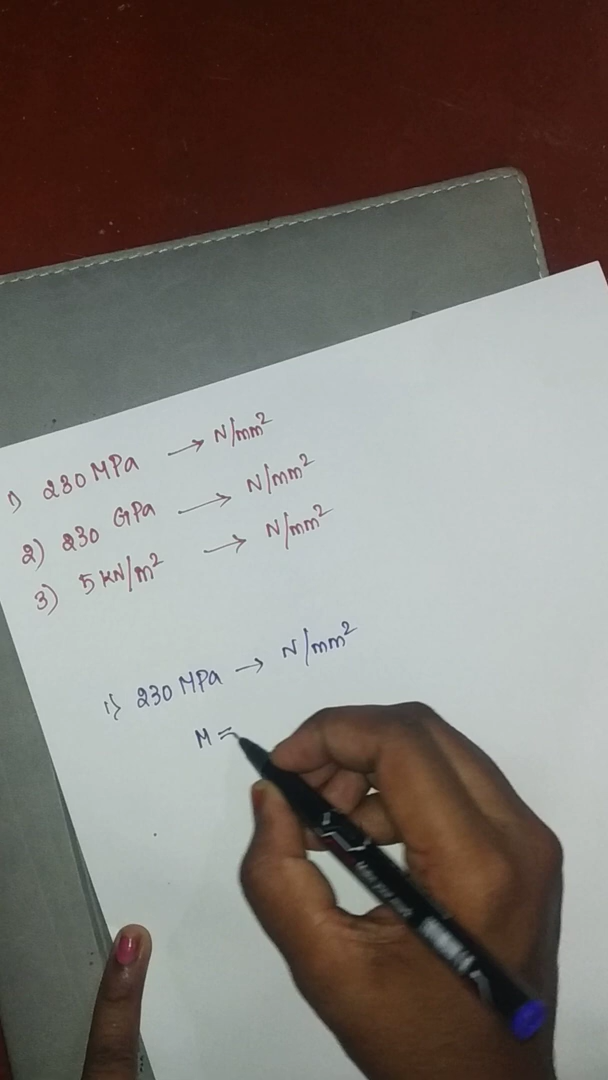 1) 230 MPa → N/mm²
2) 230 GPa → N/mm²
3) 5 kN/m² → N/mm²
1) 230 MPa → N/mm²
M =